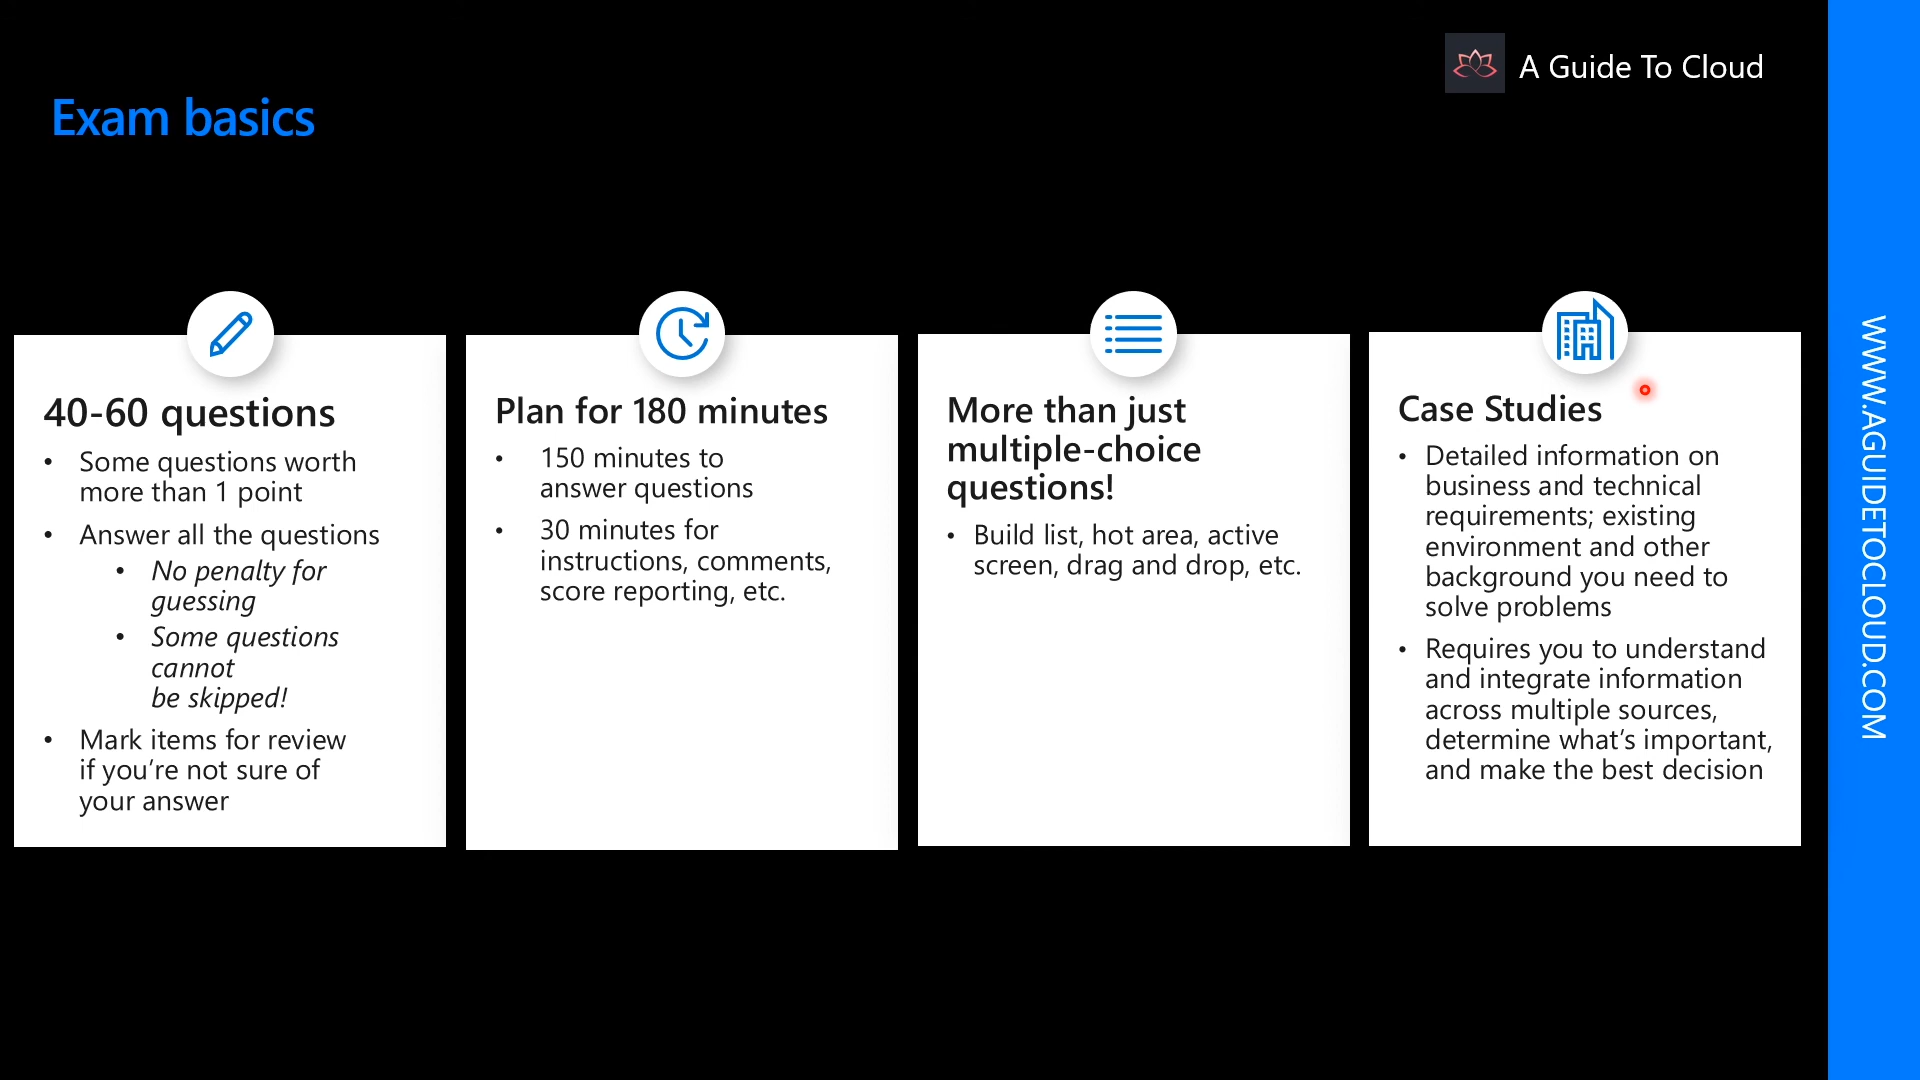 A Guide To Cloud
Exam basics
40-60 questions
• Some questions worth
more than 1 point
• Answer all the questions
• No penalty for
guessing
• Some questions
cannot
be skipped!
• Mark items for review
if you’re not sure of
your answer
Plan for 180 minutes
• 150 minutes to
answer questions
• 30 minutes for
instructions, comments,
score reporting, etc.
More than just
multiple-choice
questions!
• Build list, hot area, active
screen, drag and drop, etc.
Case Studies
• Detailed information on
business and technical
requirements; existing
environment and other
background you need to
solve problems
• Requires you to understand
and integrate information
across multiple sources,
determine what’s important,
and make the best decision
WWW.AGUIDETOCLOUD.COM